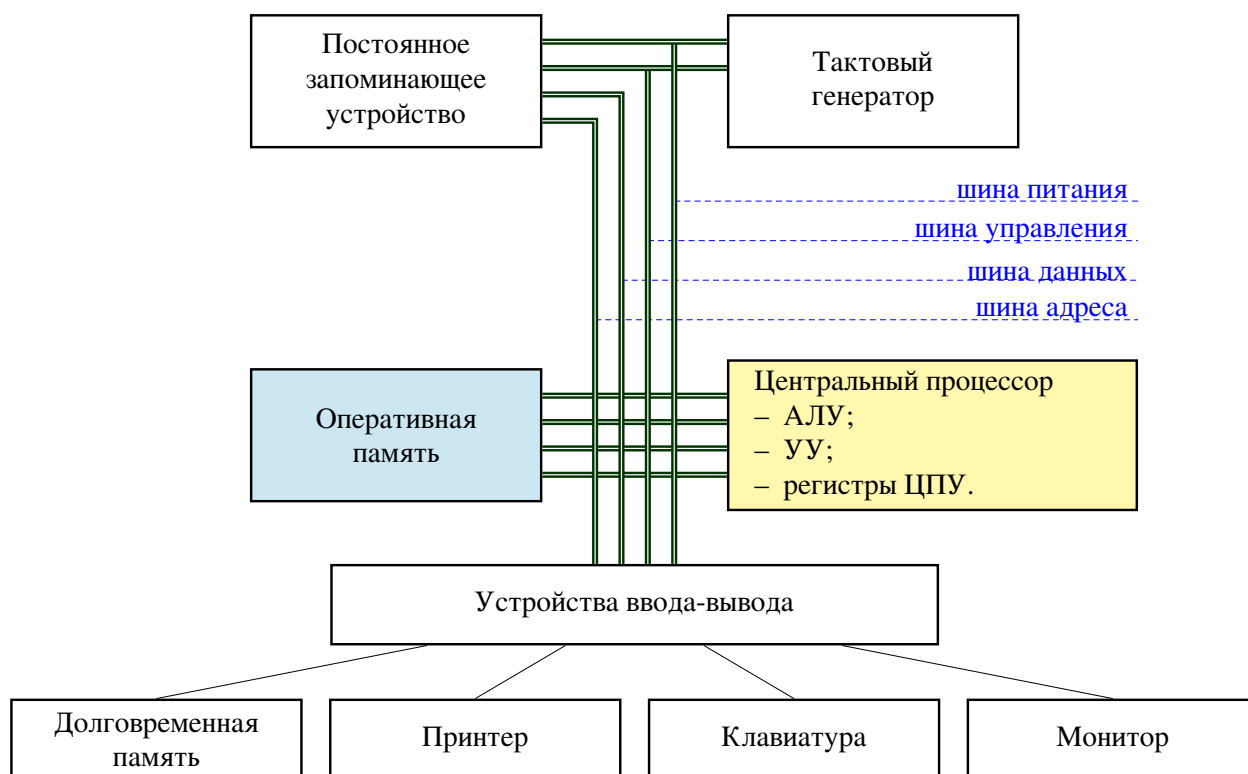 Постоянное
запоминающее
устройство
Тактовый
генератор
шина питания
шина управления
шина данных
шина адреса
Оперативная
память
Центральный процессор
– АЛУ;
– УУ;
– регистры ЦПУ.
Устройства ввода-вывода
Долговременная
память
Принтер
Клавиатура
Монитор